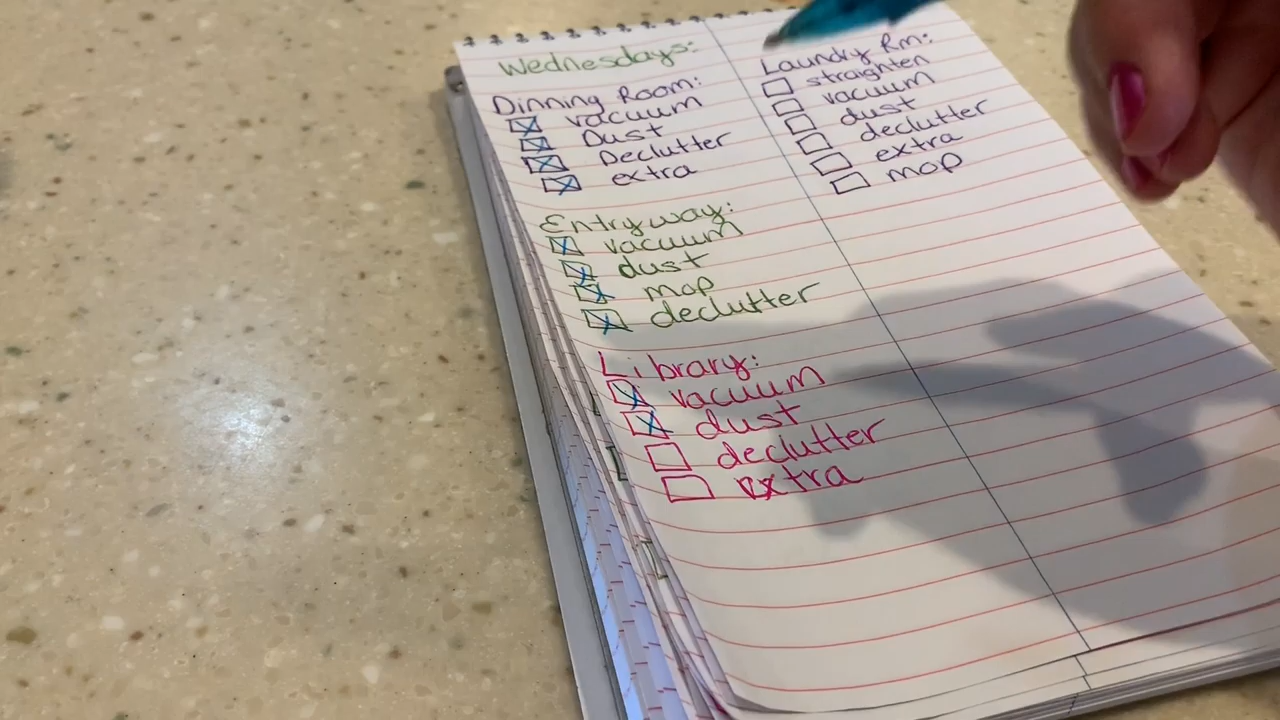 Wednesdays:
Dinning Room:
vacuum
Dust
Declutter
extra
Entryway:
vacuum
dust
mop
declutter
Library:
vacuum
dust
declutter
extra
Laundry Rm:
straighten
vacuum
dust
declutter
extra
mop